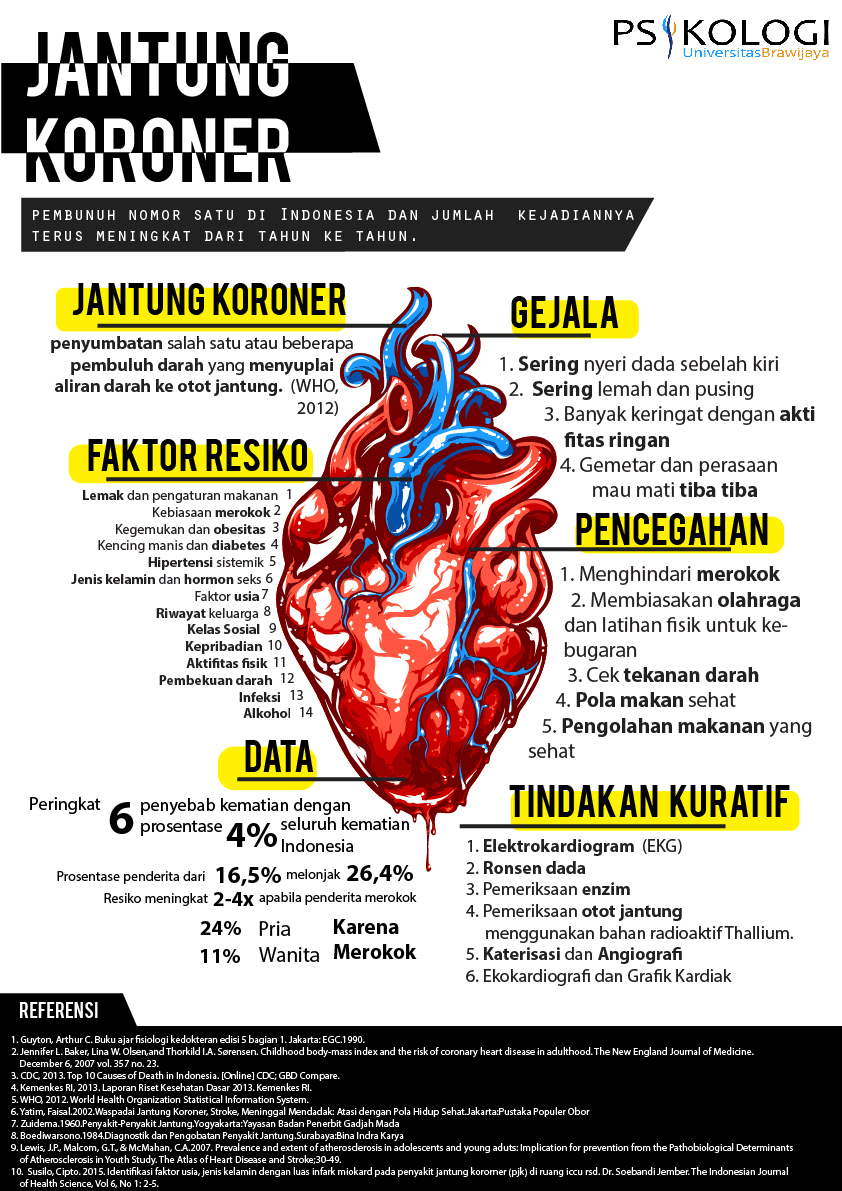 JANTUNG
KORONER
PSIKOLOGI
UniversitasBrawijaya
PEMBUNUH NOMOR SATU DI INDONESIA DAN JUMLAH KEJADIANNYA
TERUS MENINGKAT DARI TAHUN KE TAHUN.
JANTUNG KORONER
penyumbatan salah satu atau beberapa
pembuluh darah yang menyuplai
aliran darah ke otot jantung. (WHO,
2012)
FAKTOR RESIKO
Lemak dan pengaturan makanan 1
Kebiasaan merokok 2
Kegemukan dan obesitas 3
Kencing manis dan diabetes 4
Hipertensi sistemik 5
Jenis kelamin dan hormon seks 6
Faktor usia 7
Riwayat keluarga 8
Kelas Sosial 9
Kepribadian 10
Aktifitas fisik 11
Pembekuan darah 12
Infeksi 13
Alkohol 14
DATA
Peringkat 6 penyebab kematian dengan
prosentase 4% seluruh kematian
Indonesia
Prosentase penderita dari 16,5% melonjak 26,4%
Resiko meningkat 2-4x apabila penderita merokok
24% Pria Karena
11% Wanita Merokok
GEJALA
1. Sering nyeri dada sebelah kiri
2. Sering lemah dan pusing
3. Banyak keringat dengan akti
fitas ringan
4. Gemetar dan perasaan
mau mati tiba tiba
PENCEGAHAN
1. Menghindari merokok
2. Membiasakan olahraga
dan latihan fisik untuk ke-
bugaran
3. Cek tekanan darah
4. Pola makan sehat
5. Pengolahan makanan yang
sehat
TINDAKAN KURATIF
1. Elektrokardiogram (EKG)
2. Ronsen dada
3. Pemeriksaan enzim
4. Pemeriksaan otot jantung
menggunakan bahan radioaktif Thallium.
5. Katerisasi dan Angiografi
6. Ekokardiografi dan Grafik Kardiak
REFERENSI
1. Guyton, Arthur C. Buku ajar fisiologi kedokteran edisi 5 bagian 1. Jakarta: EGC.1990.
2. Jennifer L. Baker, Lina W. Olsen,and Thorkild I.A. Sørensen. Childhood body-mass index and the risk of coronary heart disease in adulthood. The New England Journal of Medicine.
December 6, 2007 vol. 357 no. 23.
3. CDC, 2013. Top 10 Causes of Death in Indonesia. [Online] CDC; GBD Compare.
4. Kemenkes RI, 2013. Laporan Riset Kesehatan Dasar 2013. Kemenkes RI.
5. WHO, 2012. World Health Organization Statistical Information System.
6. Yatim, Faisal.2002.Waspadai Jantung Koroner, Stroke, Meninggal Mendadak: Atasi dengan Pola Hidup Sehat.Jakarta:Pustaka Populer Obor
7. Zuidema.1960.Penyakit-Penyakit Jantung.Yogyakarta:Yayasan Badan Penerbit Gadjah Mada
8. Boediwarsono.1984.Diagnostik dan Pengobatan Penyakit Jantung.Surabaya:Bina Indra Karya
9. Lewis, J.P., Malcom, G.T., & McMahan, C.A.2007. Prevalence and extent of atherosclerosis in adolescents and young aduts: Implication for prevention from the Pathobiological Determinants
of Atherosclerosis in Youth Study. The Atlas of Heart Disease and Stroke;30-49.
10. Susilo, Cipto. 2015. Identifikasi faktor usia, jenis kelamin dengan luas infark miokard pada penyakit jantung kororner (pjk) di ruang iccu rsd. Dr. Soebandi Jember. The Indonesian Journal
of Health Science, Vol 6, No 1: 2-5.